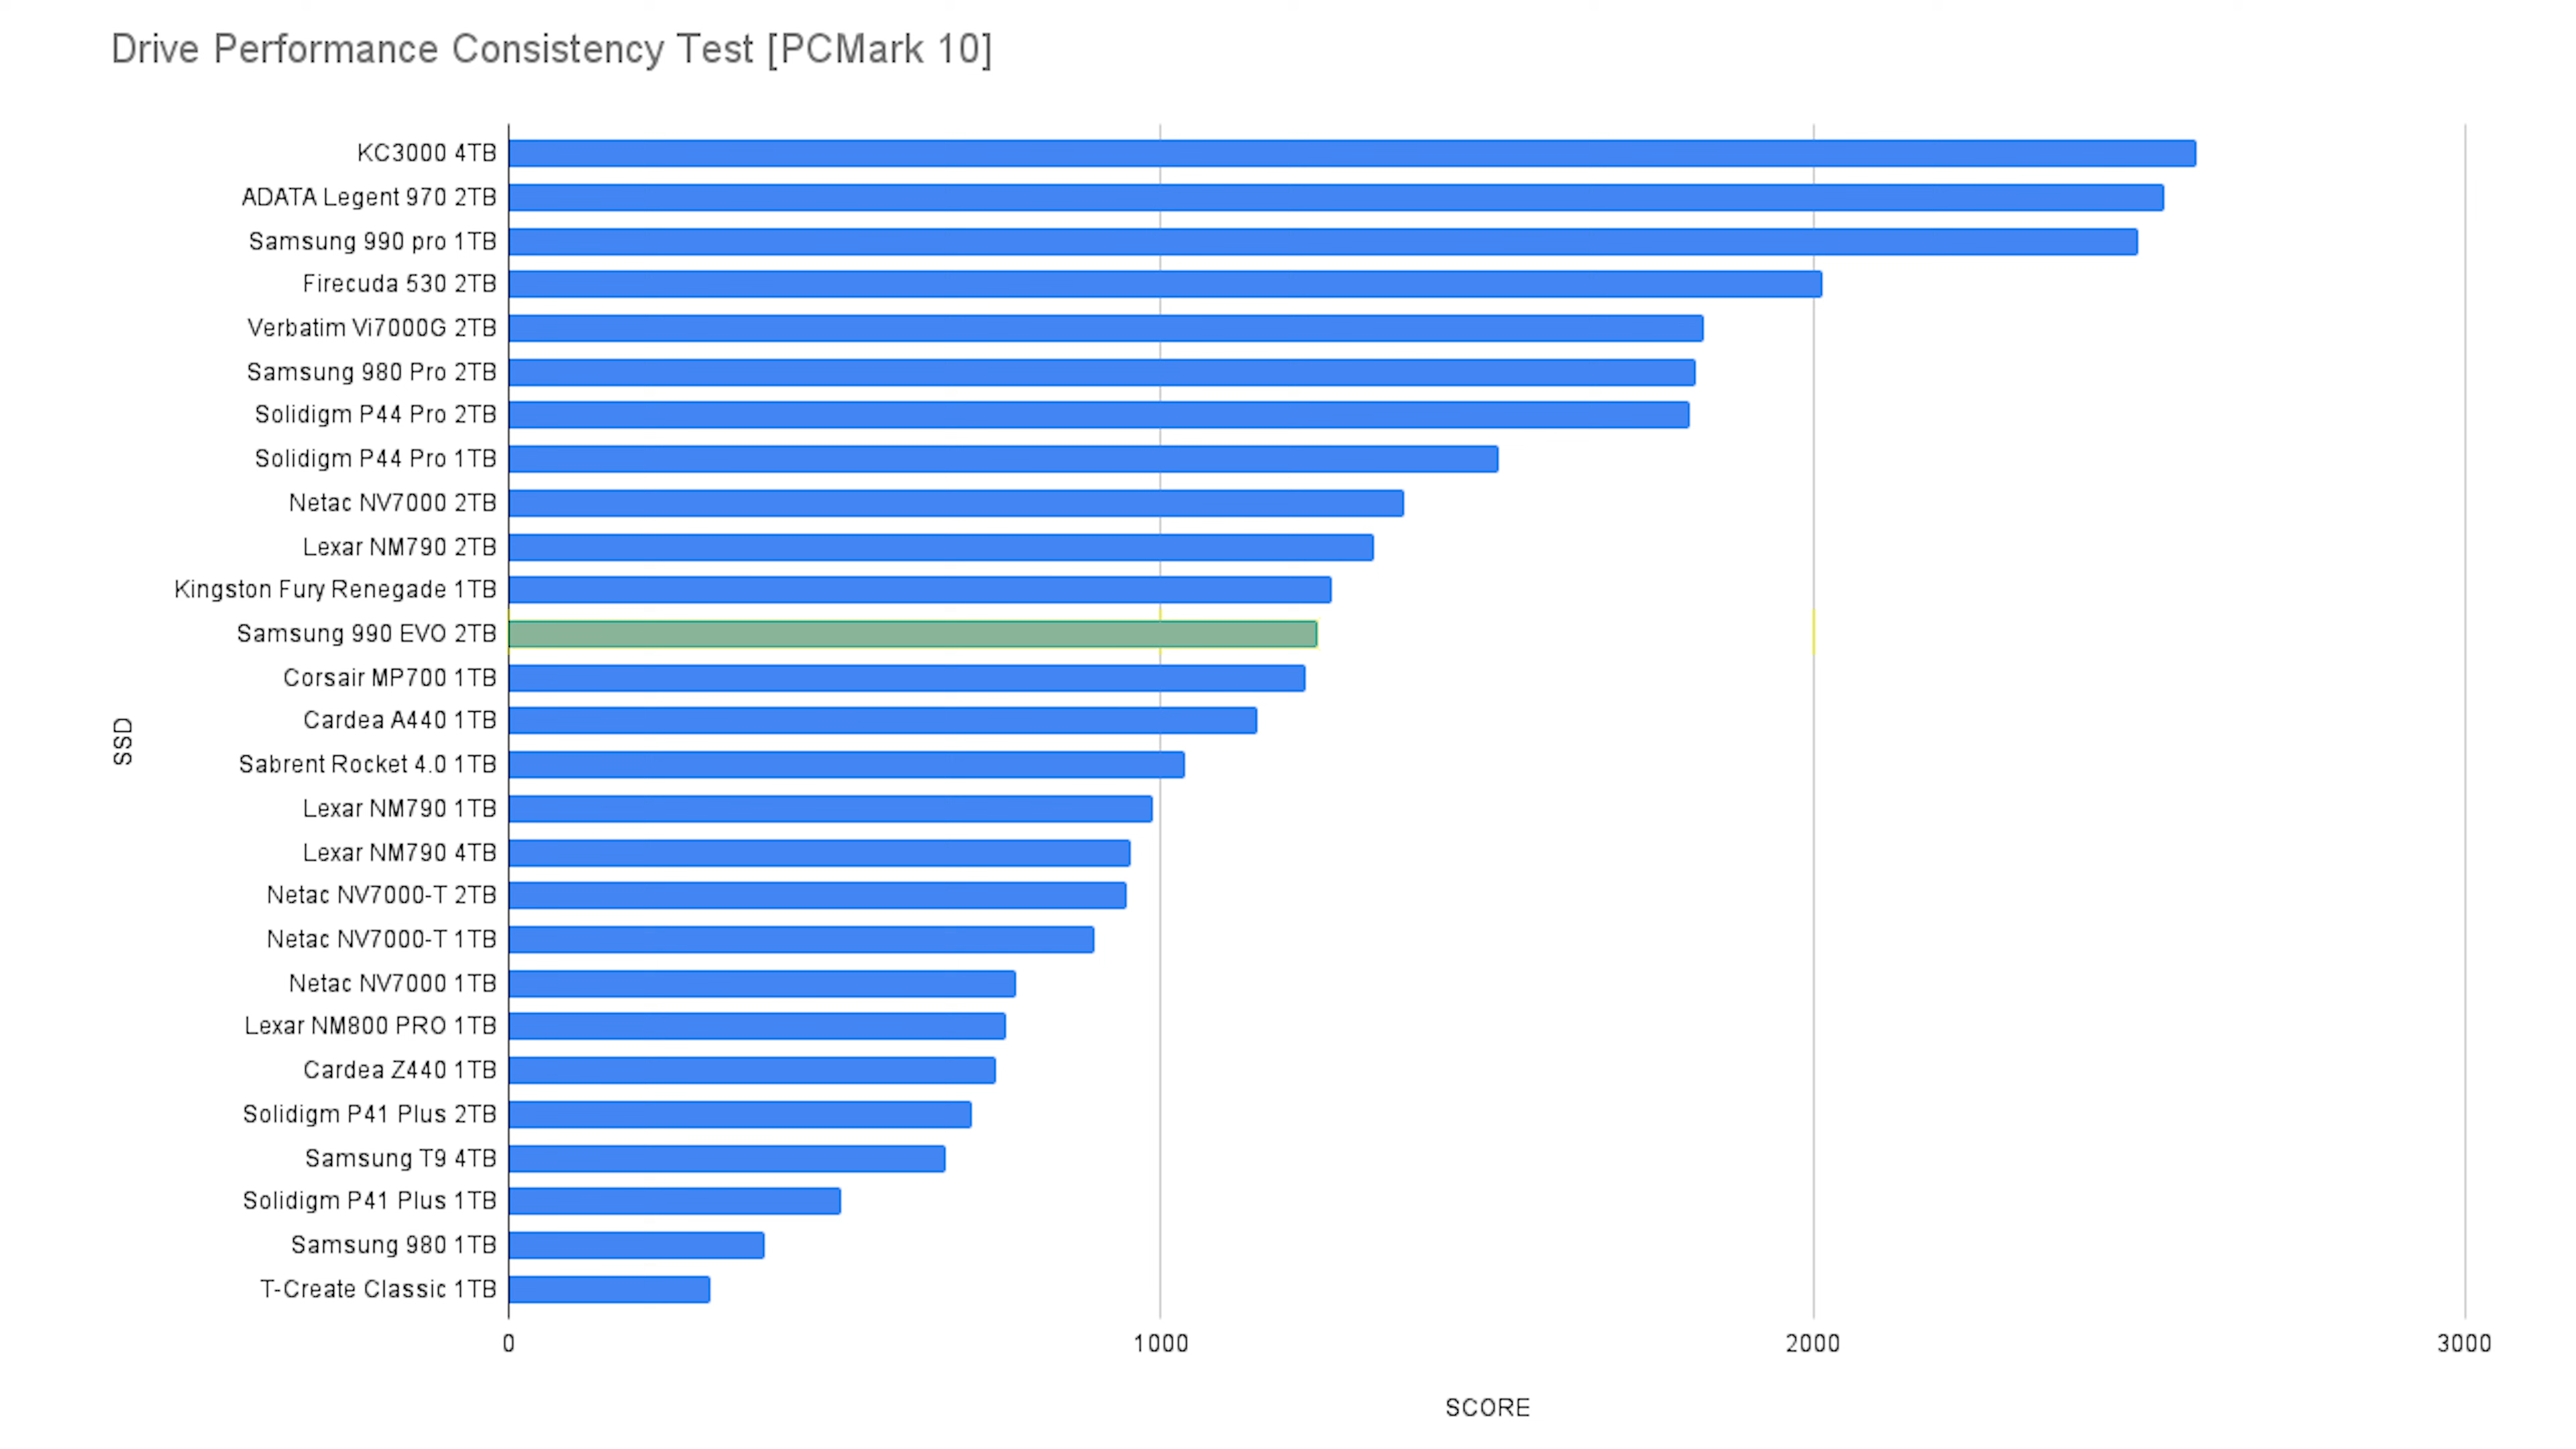 Drive Performance Consistency Test [PCMark 10]
KC3000 4TB
ADATA Legent 970 2TB
Samsung 990 pro 1TB
Firecuda 530 2TB
Verbatim Vi7000G 2TB
Samsung 980 Pro 2TB
Solidigm P44 Pro 2TB
Solidigm P44 Pro 1TB
Netac NV7000 2TB
Lexar NM790 2TB
Kingston Fury Renegade 1TB
Samsung 990 EVO 2TB
Corsair MP700 1TB
Cardea A440 1TB
Sabrent Rocket 4.0 1TB
Lexar NM790 1TB
Lexar NM790 4TB
Netac NV7000-T 2TB
Netac NV7000-T 1TB
Netac NV7000 1TB
Lexar NM800 PRO 1TB
Cardea Z440 1TB
Solidigm P41 Plus 2TB
Samsung T9 4TB
Solidigm P41 Plus 1TB
Samsung 980 1TB
T-Create Classic 1TB
SSD
0 1000 2000 3000
SCORE